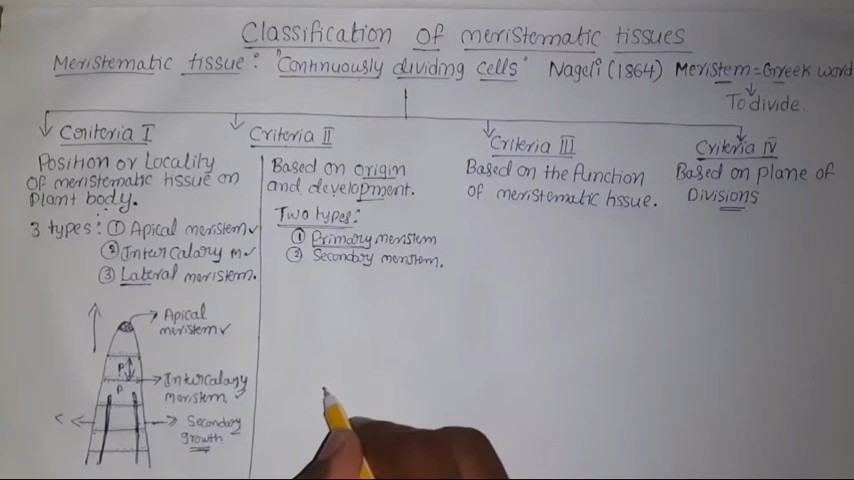 Classification of meristematic tissues
Meristematic tissue: "Continuously dividing cells" Nageli (1864) Meristem = Greek word
To divide.
Criteria I
Position or Locality
of meristematic tissue on
Plant body.
3 types: ① Apical meristem ✓
② Intercalary m ✓
③ Lateral meristem.
Apical
meristem ✓
P
P
Intercalary
meristem ✓
Secondary
growth
Criteria II
Based on origin
and development.
Two types:
① Primary meristem
② Secondary meristem.
Criteria III
Based on the function
of meristematic tissue.
Criteria IV
Based on plane of
Divisions